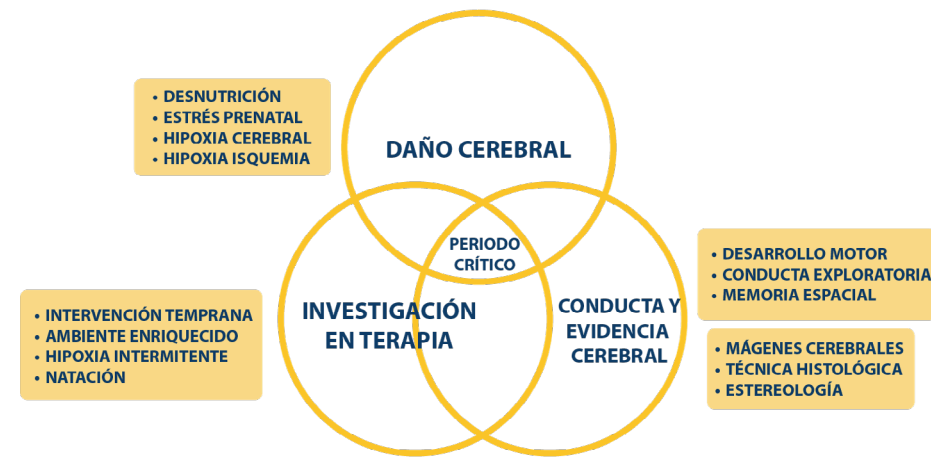 • DESNUTRICIÓN
• ESTRÉS PRENATAL
• HIPOXIA CEREBRAL
• HIPOXIA ISQUEMIA
DAÑO CEREBRAL
PERIODO
CRÍTICO
INVESTIGACIÓN
EN TERAPIA
CONDUCTA Y
EVIDENCIA
CEREBRAL
• INTERVENCIÓN TEMPRANA
• AMBIENTE ENRIQUECIDO
• HIPOXIA INTERMITENTE
• NATACIÓN
• DESARROLLO MOTOR
• CONDUCTA EXPLORATORIA
• MEMORIA ESPACIAL
• MÁGENES CEREBRALES
• TÉCNICA HISTOLÓGICA
• ESTEREOLOGÍA